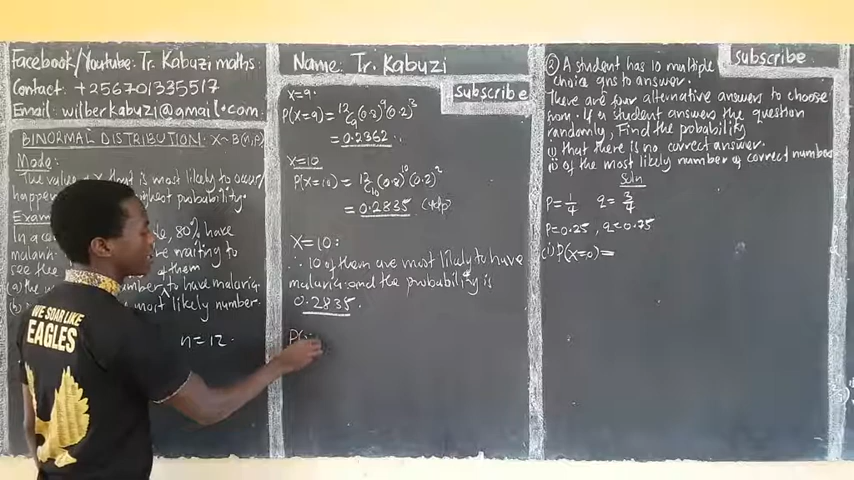 Facebook/Youtube: Tr. Kabuzi maths.
Contact: +256701335517
Email: wilberkabuzi@gmail.com
BINORMAL DISTRIBUTION. X~B(n,p)
Mode:
The value that is most likely to occur/
happen highest probability.
Exam
In a ce de, 80% have
malar are waiting to
see the of them
(a) the number to have malaria.
most likely number.
n=12.
WE SOAR LIKE
EAGLES
Name: Tr. Kabuzi
subscribe
X=9:
P(X=9) = 12C9 (0.8)^9 (0.2)^3
= 0.2362
X=10
P(X=10) = 12C10 (0.8)^10 (0.2)^2
= 0.2835 (4dp)
X=10:
∴ 10 of them are most likely to have
malaria and the probability is
0.2835.
P(
subscribe
② A student has 10 multiple
choice qns to answer.
There are four alternative answers to choose
from. If a student answers the question
randomly, Find the probability
(i) that there is no correct answer.
ii) of the most likely number of correct number
Soln
P=1/4 q=3/4
P=0.25, q=0.75
(i) P(X=0)=